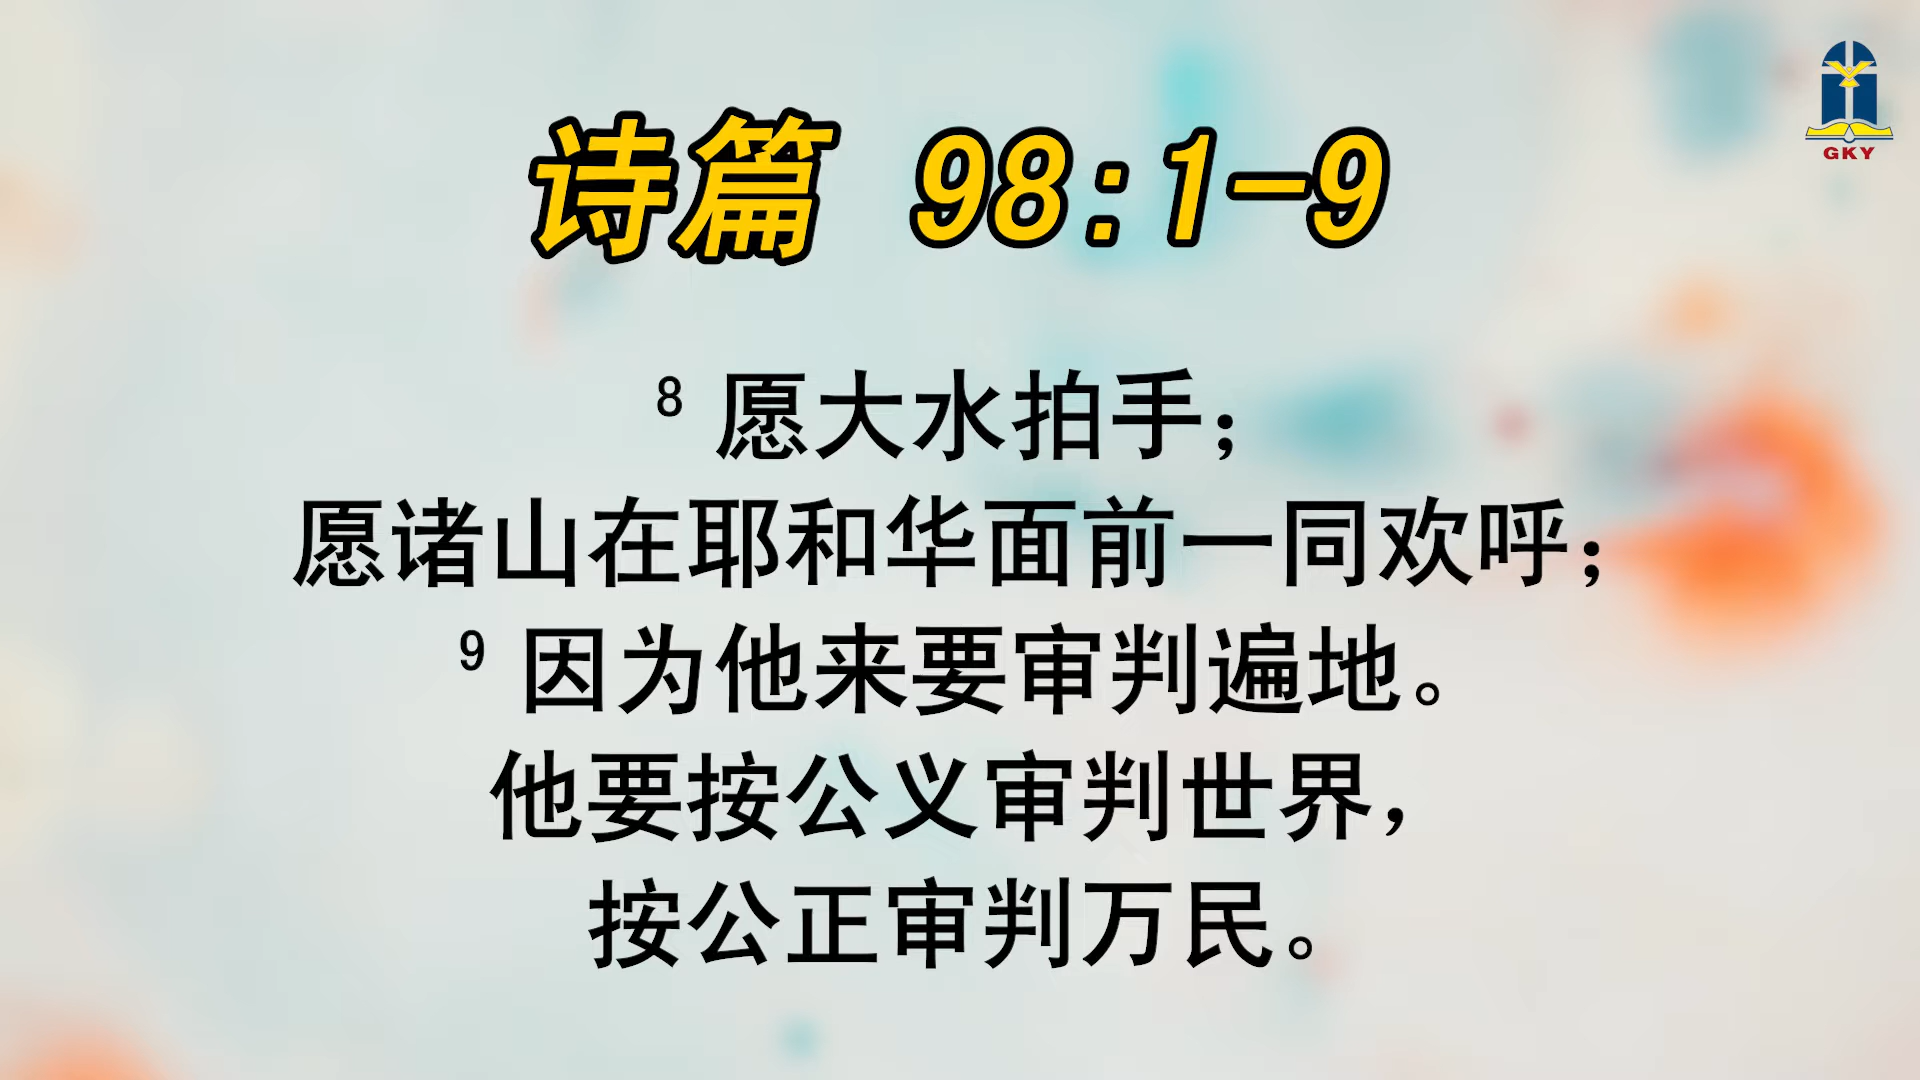 诗篇 98:1-9
GKY
8 愿大水拍手；
愿诸山在耶和华面前一同欢呼；
9 因为他来要审判遍地。
他要按公义审判世界，
按公正审判万民。